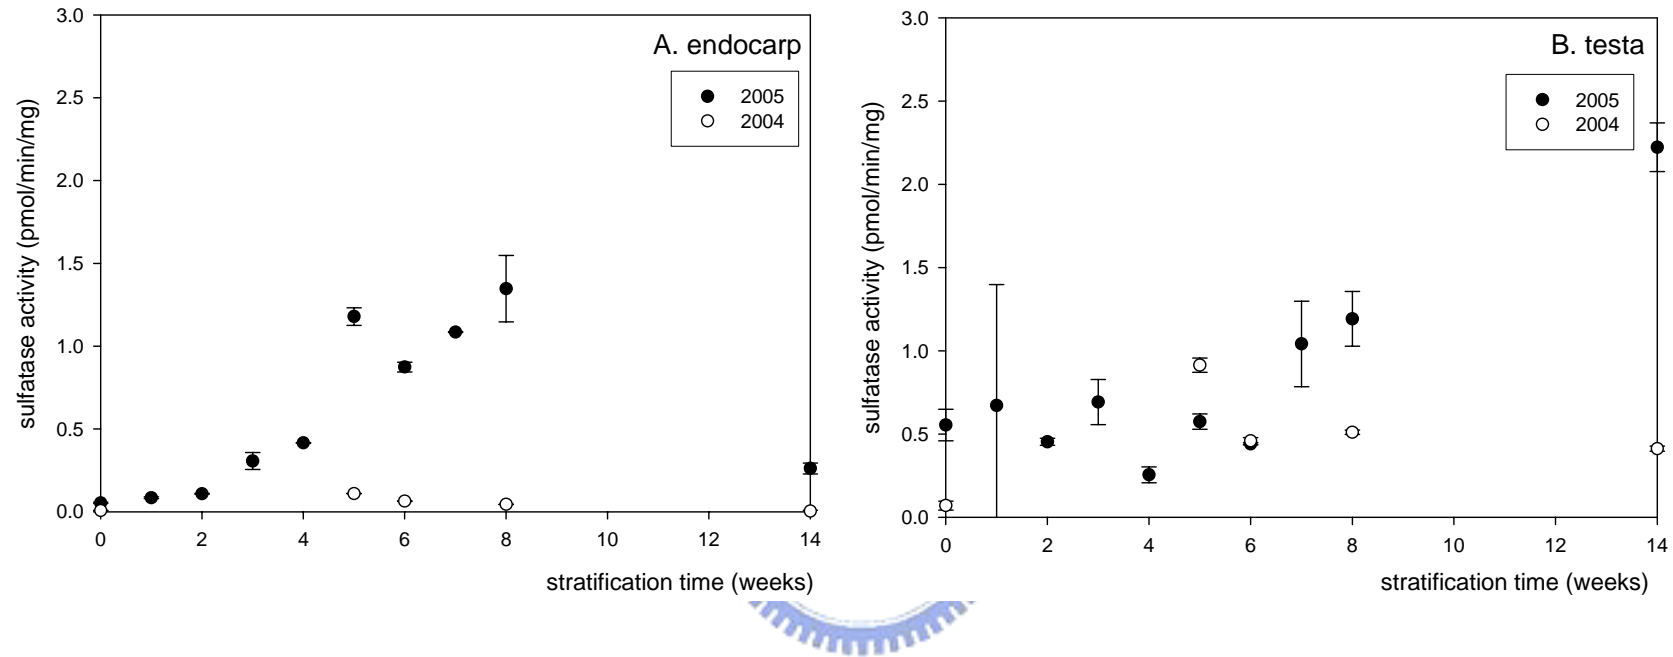 A. endocarp
2005
2004
3.0
2.5
2.0
1.5
1.0
0.5
0.0
sulfatase activity (pmol/min/mg)
0 2 4 6 8 10 12 14
stratification time (weeks)
B. testa
2005
2004
3.0
2.5
2.0
1.5
1.0
0.5
0.0
sulfatase activity (pmol/min/mg)
0 2 4 6 8 10 12 14
stratification time (weeks)